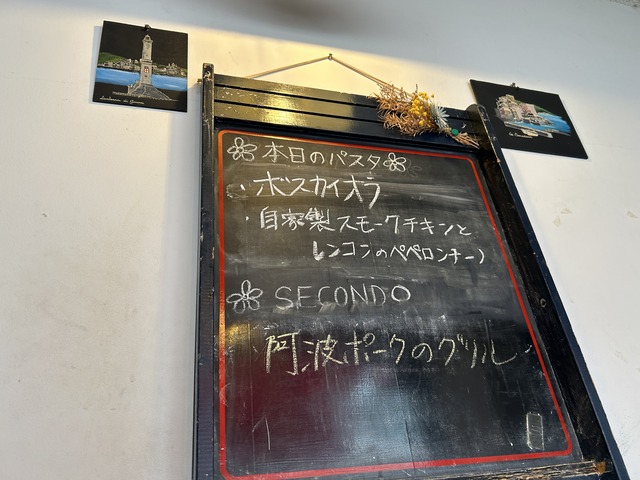 本日のパスタ
・ボスカイオラ
・自家製スモークチキンと
レンコンのペペロンチーノ
SECONDO
阿波ポークのグリル